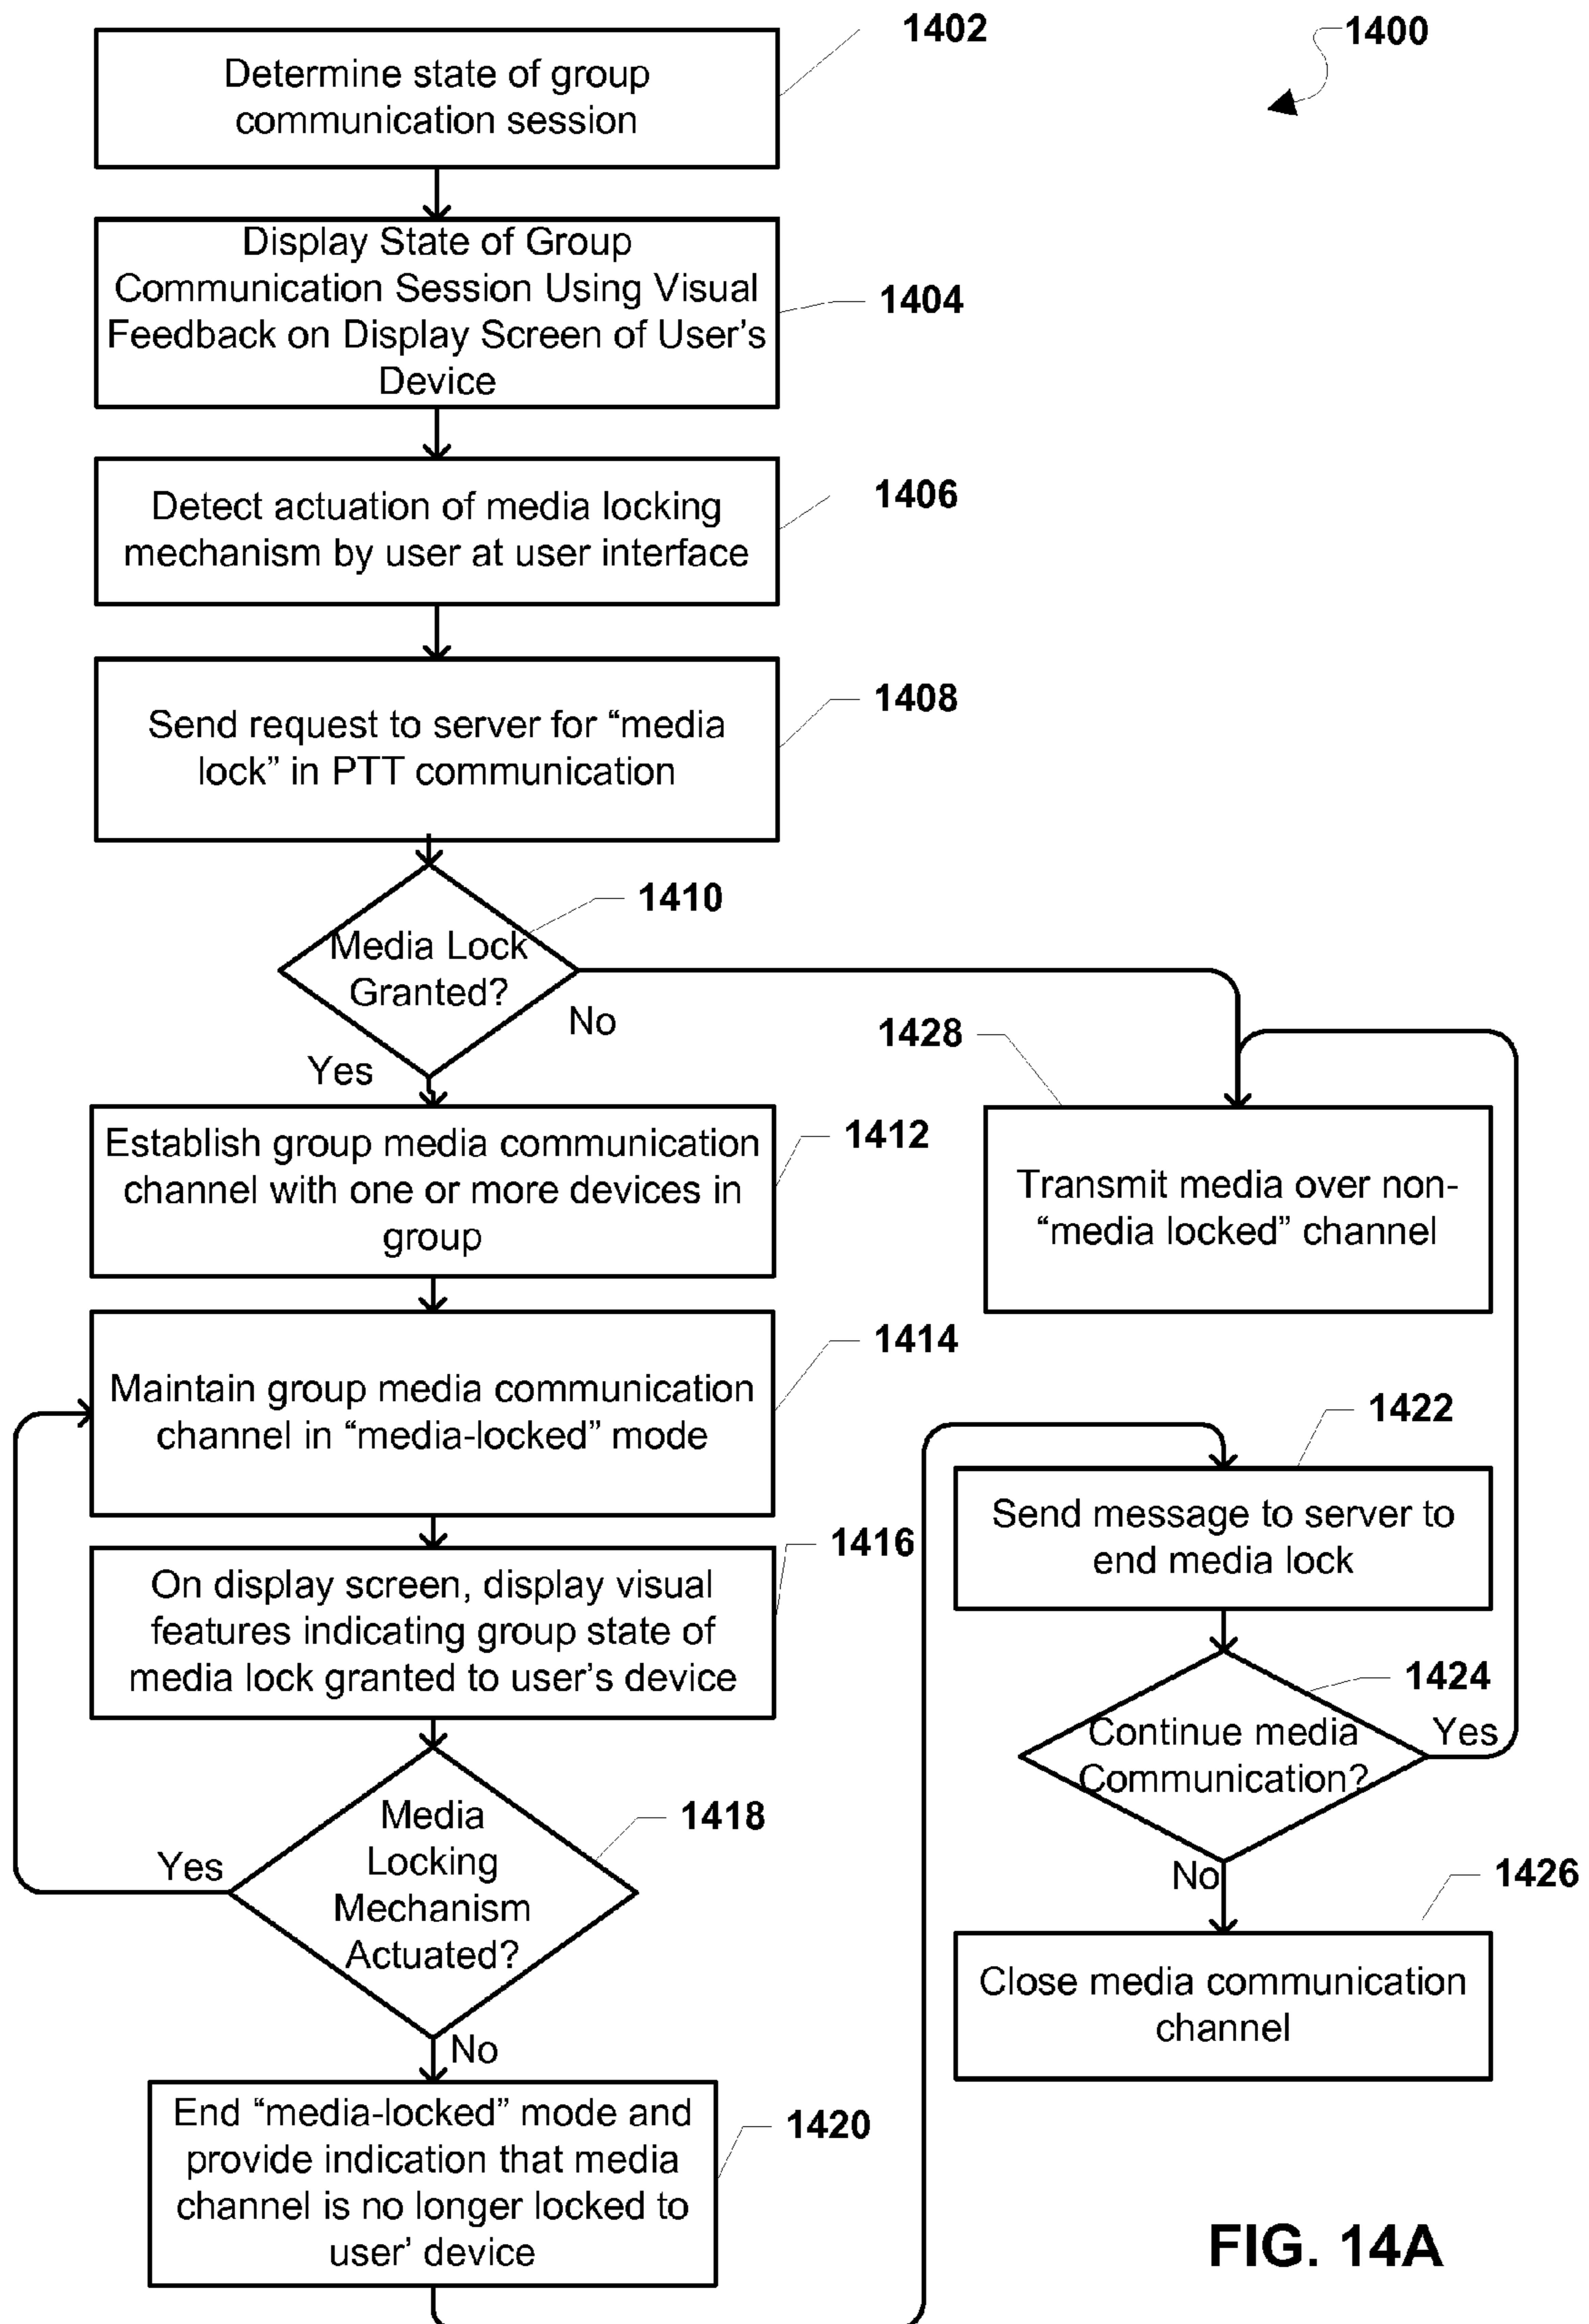 1402
1400
Determine state of group
communication session
Display State of Group
Communication Session Using Visual
Feedback on Display Screen of User's
Device
1404
Detect actuation of media locking
mechanism by user at user interface
1406
Send request to server for “media
lock” in PTT communication
1408
1410
Media Lock
Granted?
No
Yes
1428
Transmit media over non-
“media locked” channel
Establish group media communication
channel with one or more devices in
group
1412
Maintain group media communication
channel in “media-locked” mode
1414
On display screen, display visual
features indicating group state of
media lock granted to user's device
1416
Media
Locking
Mechanism
Actuated?
1418
Yes
No
End “media-locked” mode and
provide indication that media
channel is no longer locked to
user' device
1420
1422
Send message to server to
end media lock
1424
Continue media
Communication?
Yes
No
1426
Close media communication
channel
FIG. 14A